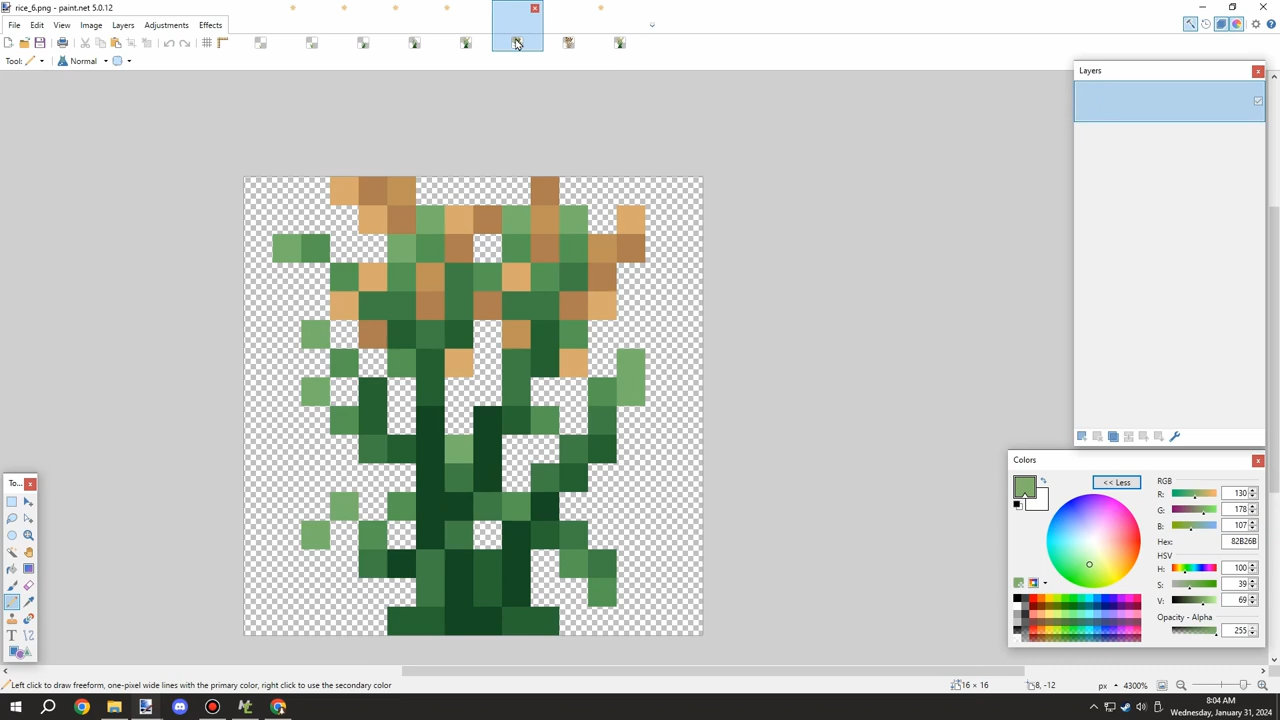 rice_6.png - paint.net 5.0.12
File Edit View Image Layers Adjustments Effects
Tool: Normal
Layers
To...
Colors
<< Less
RGB
R: 130
G: 178
B: 107
Hex: 82B26B
HSV
H: 100
S: 39
V: 69
Opacity - Alpha
255
Left click to draw freeform, one-pixel wide lines with the primary color, right click to use the secondary color
16 × 16
8, -12
px
4300%
8:04 AM
Wednesday, January 31, 2024